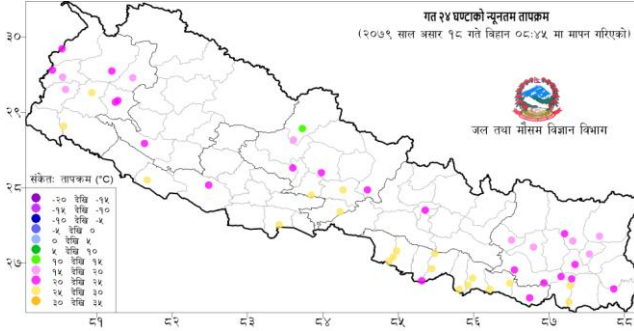 गत २४ घण्टाको न्यूनतम तापक्रम
(२०७९ साल असार १८ गते बिहान ०८:४५ मा मापन गरिएको)
जल तथा मौसम विज्ञान विभाग
संकेत: तापक्रम (°C)
-२० देखि -१५
-१५ देखि -१०
-१० देखि -५
-५ देखि ०
० देखि ५
५ देखि १०
१० देखि १५
१५ देखि २०
२० देखि २५
२५ देखि ३०
३० देखि ३५
३०
२९
२८
२७
८१ ८२ ८३ ८४ ८५ ८६ ८७ ८८